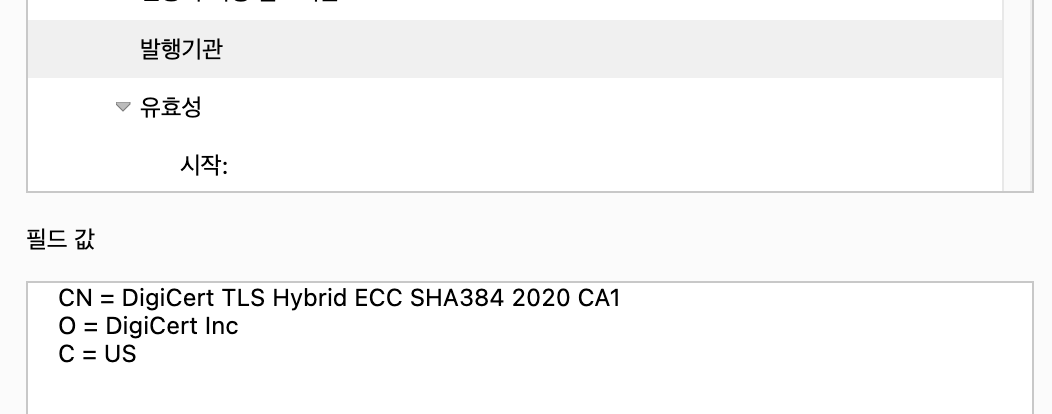 발행기관
유효성
시작:
필드 값
CN = DigiCert TLS Hybrid ECC SHA384 2020 CA1
O = DigiCert Inc
C = US